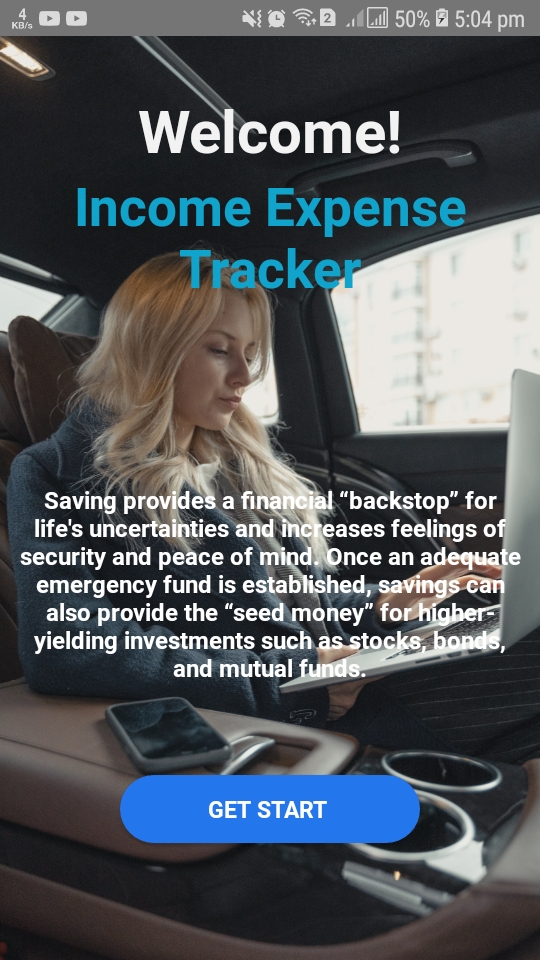 4
KB/s
2
50%
5:04 pm
Welcome!
Income Expense
Tracker
Saving provides a financial “backstop” for
life's uncertainties and increases feelings of
security and peace of mind. Once an adequate
emergency fund is established, savings can
also provide the “seed money” for higher-
yielding investments such as stocks, bonds,
and mutual funds.
GET START